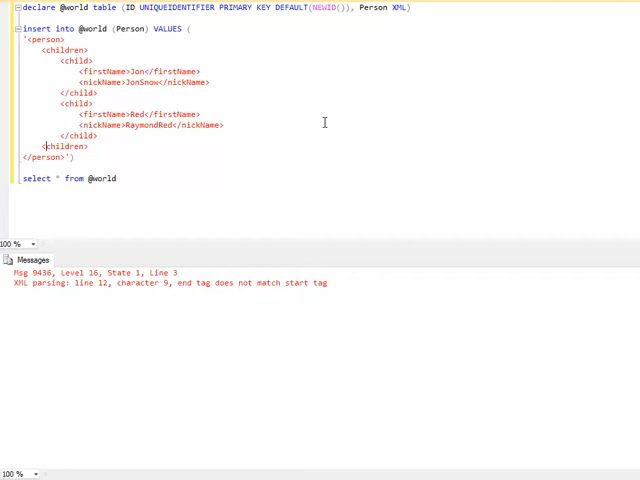 declare @world table (ID UNIQUEIDENTIFIER PRIMARY KEY DEFAULT(NEWID()), Person XML)
insert into @world (Person) VALUES (
'<person>
<children>
<child>
<firstName>Jon</firstName>
<nickName>JonSnow</nickName>
</child>
<child>
<firstName>Red</firstName>
<nickName>RaymondRed</nickName>
</child>
<children>
</person>')
select * from @world
100 %
Messages
Msg 9436, Level 16, State 1, Line 3
XML parsing: line 12, character 9, end tag does not match start tag
100 %